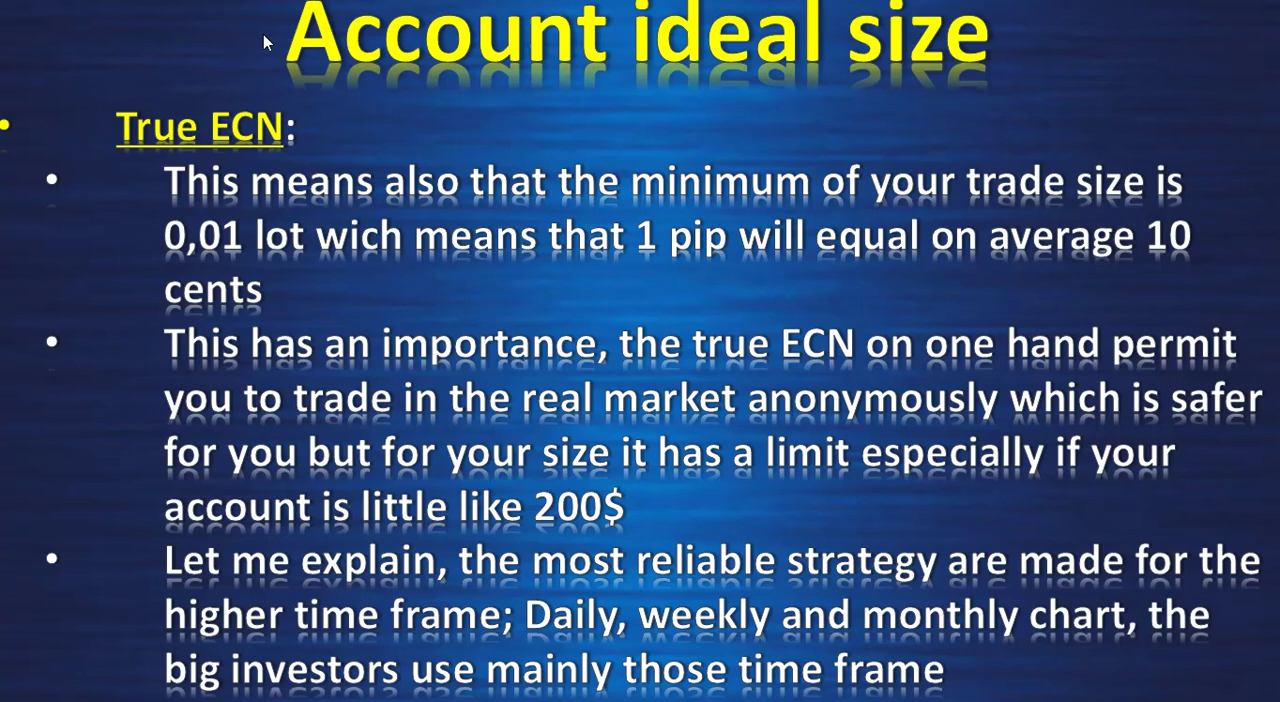 Account ideal size
• True ECN:
• This means also that the minimum of your trade size is
0,01 lot wich means that 1 pip will equal on average 10
cents
• This has an importance, the true ECN on one hand permit
you to trade in the real market anonymously which is safer
for you but for your size it has a limit especially if your
account is little like 200$
• Let me explain, the most reliable strategy are made for the
higher time frame; Daily, weekly and monthly chart, the
big investors use mainly those time frame